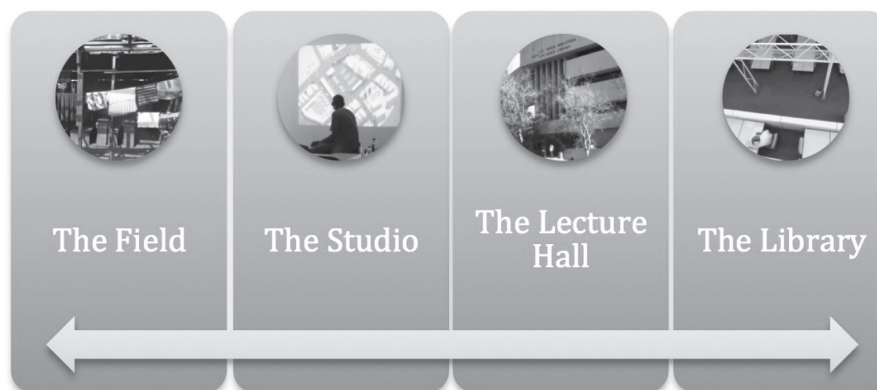 The Field
The Studio
The Lecture
Hall
The Library